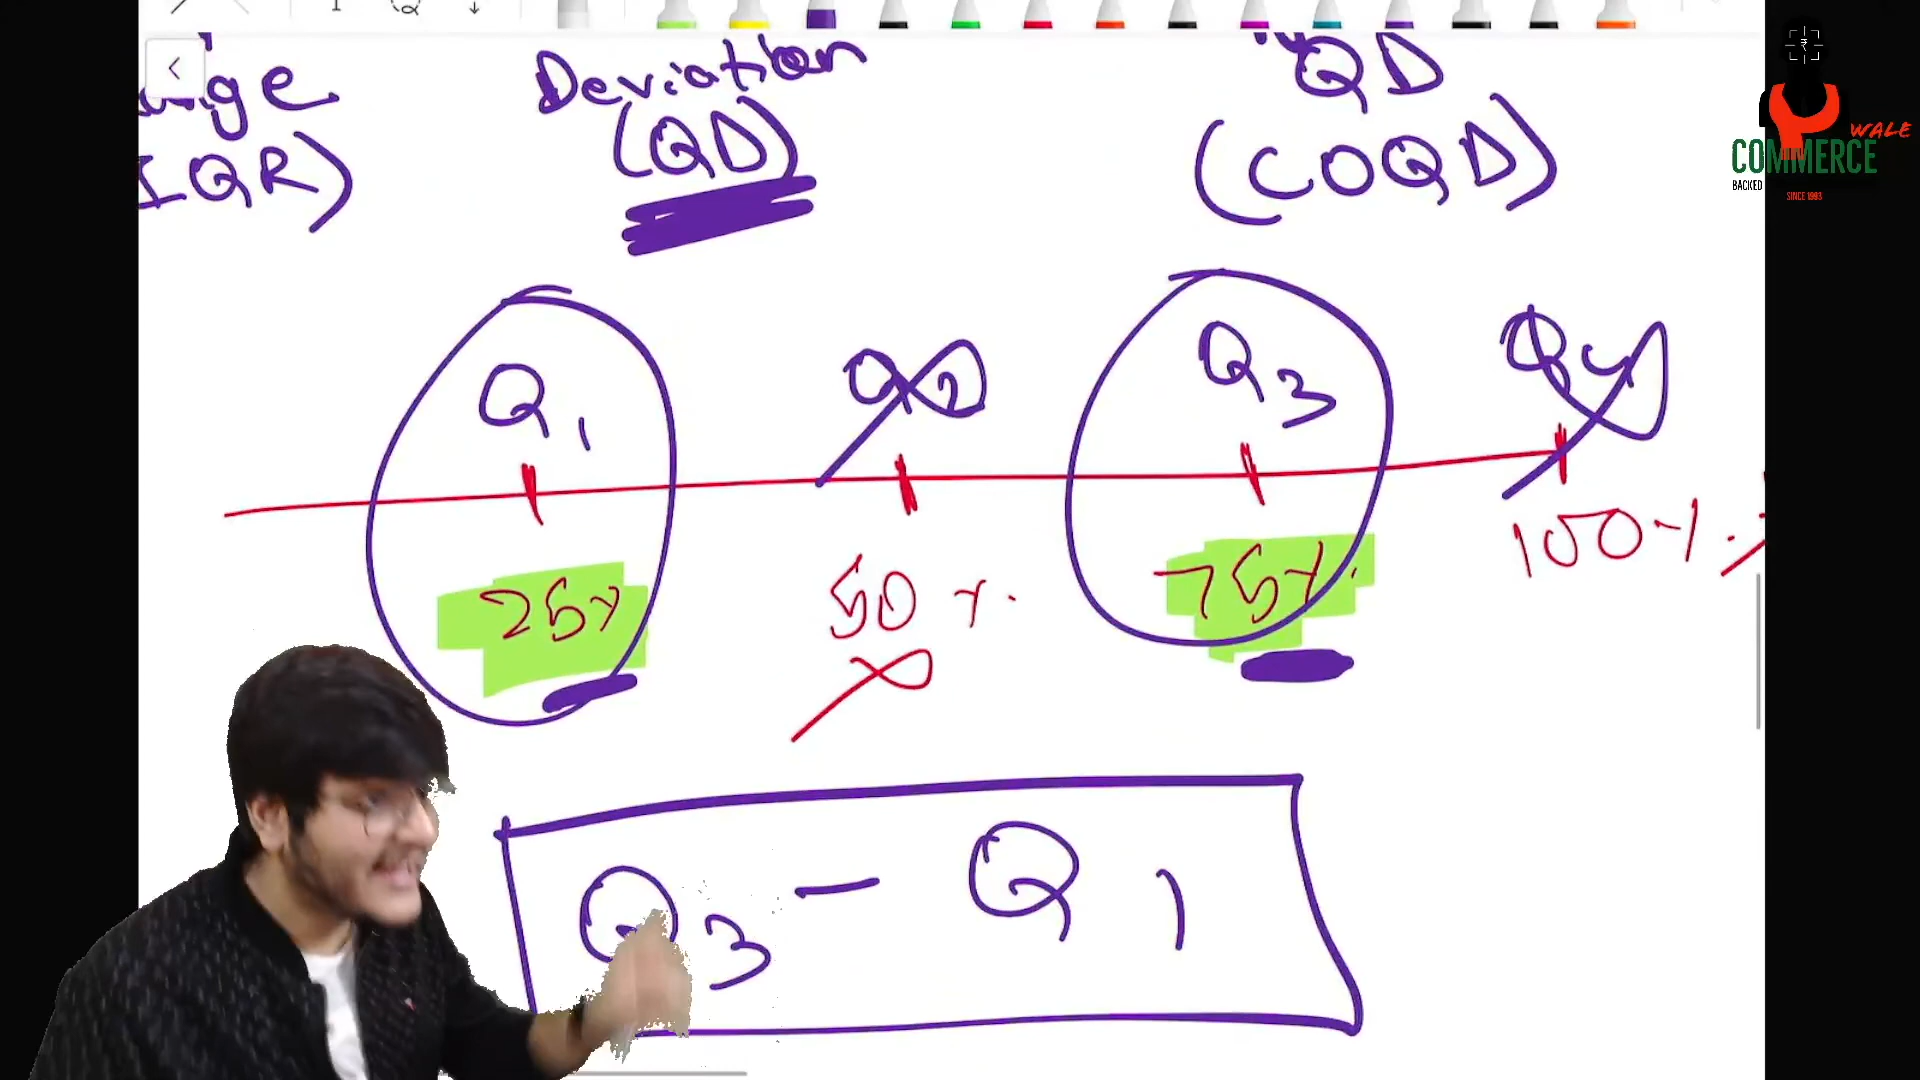 Deviation
QD
(IQR)
(QD)
(COQD)
WALE
COMMERCE
BACKED
SINCE 1993
Q1
Q2
Q3
Q4
25%
50%
75%
100%
Q3 - Q1